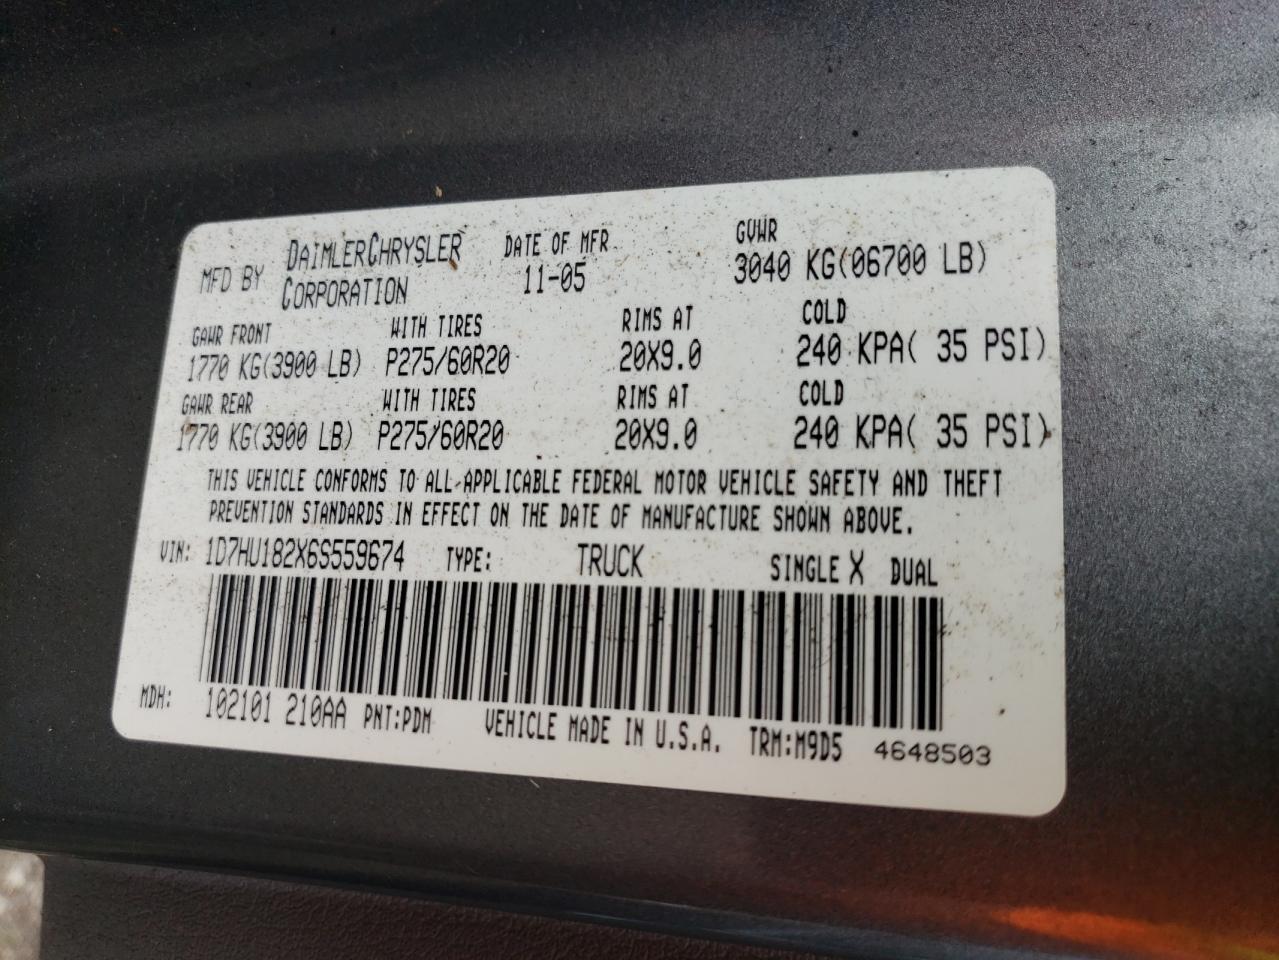 MFD BY DAIMLERCHRYSLER CORPORATION DATE OF MFR 11-05 GVWR 3040 KG(06700 LB)
GAWR FRONT WITH TIRES RIMS AT COLD
1770 KG(3900 LB) P275/60R20 20X9.0 240 KPA( 35 PSI)
GAWR REAR WITH TIRES RIMS AT COLD
1770 KG(3900 LB) P275/60R20 20X9.0 240 KPA( 35 PSI)
THIS VEHICLE CONFORMS TO ALL APPLICABLE FEDERAL MOTOR VEHICLE SAFETY AND THEFT
PREVENTION STANDARDS IN EFFECT ON THE DATE OF MANUFACTURE SHOWN ABOVE.
VIN: 1D7HU182X6S559674 TYPE: TRUCK SINGLE X DUAL
MDH: 102101 210AA PNT:PDM VEHICLE MADE IN U.S.A. TRM:M9D5 4648503